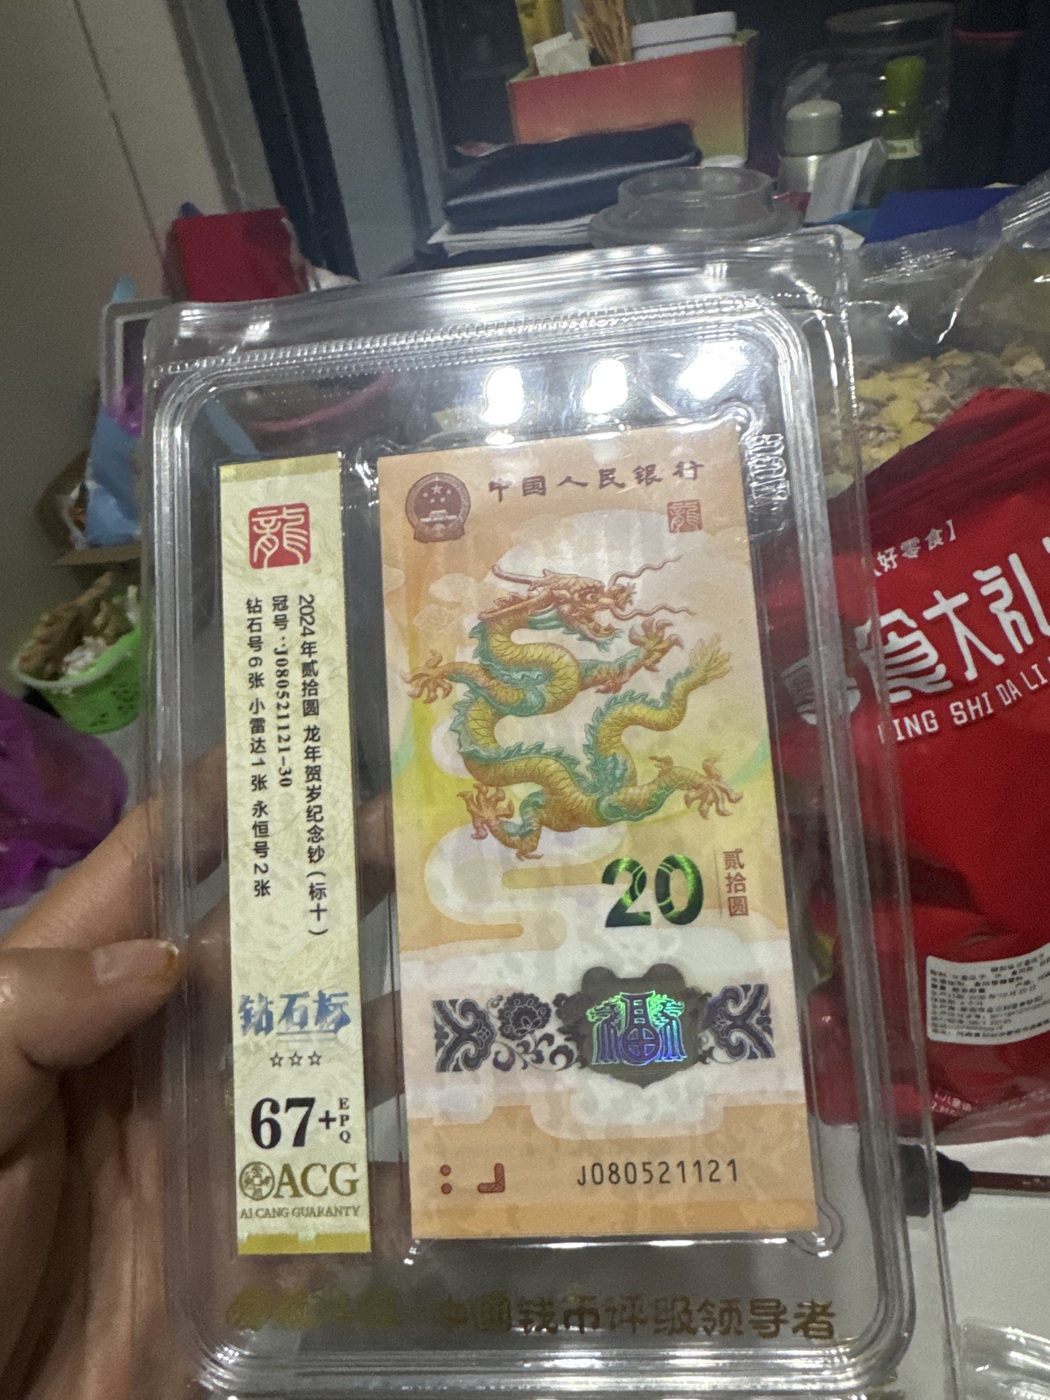 龍
2024年贰拾圆 龙年贺岁纪念钞(标十)
冠号:J080521121-30
钻石号6张 小雷达1张 永恒号2张
钻石标
☆☆☆
67+
EPQ
ACG
AI CANG GUARANTY
中国人民银行
龍
20
贰拾圆
J080521121
中国钱币评级领导者
好零食】
食大礼
NG SHI DA LI